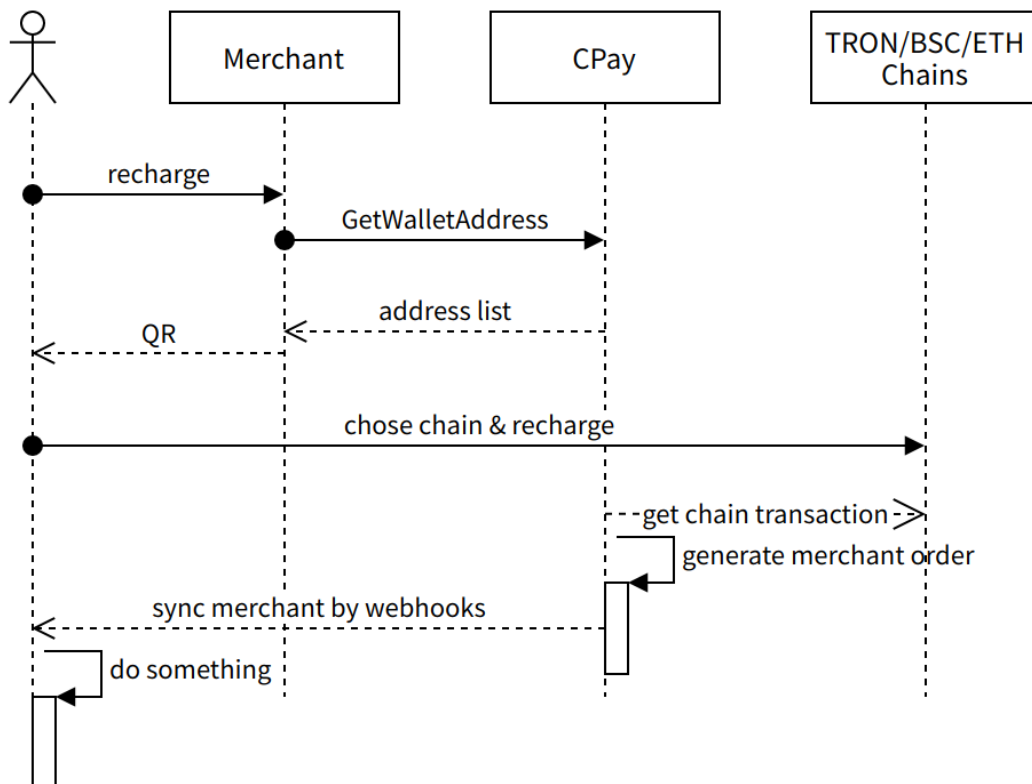 Merchant
CPay
TRON/BSC/ETH
Chains
recharge
GetWalletAddress
address list
QR
chose chain & recharge
get chain transaction
generate merchant order
sync merchant by webhooks
do something